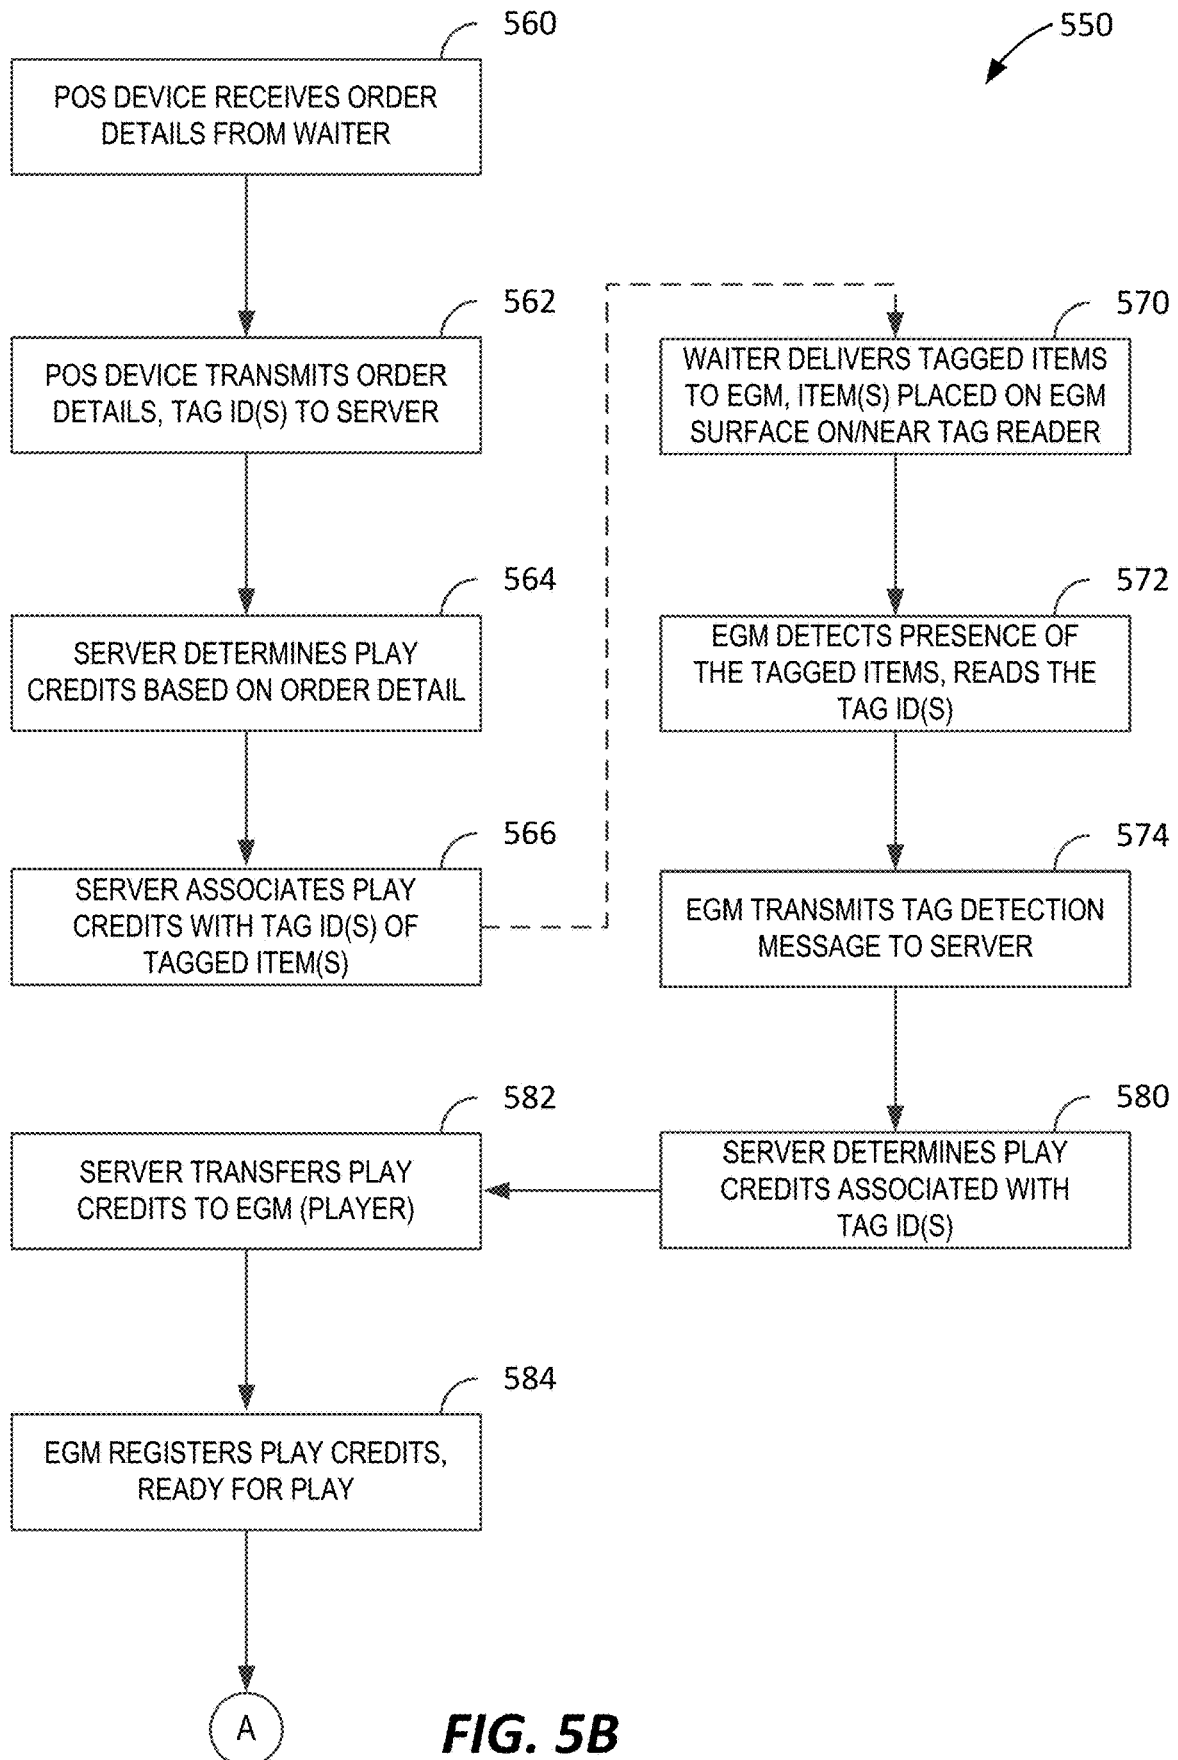 560
550
POS DEVICE RECEIVES ORDER
DETAILS FROM WAITER
562
POS DEVICE TRANSMITS ORDER
DETAILS, TAG ID(S) TO SERVER
564
SERVER DETERMINES PLAY
CREDITS BASED ON ORDER DETAIL
566
SERVER ASSOCIATES PLAY
CREDITS WITH TAG ID(S) OF
TAGGED ITEM(S)
570
WAITER DELIVERS TAGGED ITEMS
TO EGM, ITEM(S) PLACED ON EGM
SURFACE ON/NEAR TAG READER
572
EGM DETECTS PRESENCE OF
THE TAGGED ITEMS, READS THE
TAG ID(S)
574
EGM TRANSMITS TAG DETECTION
MESSAGE TO SERVER
580
SERVER DETERMINES PLAY
CREDITS ASSOCIATED WITH
TAG ID(S)
582
SERVER TRANSFERS PLAY
CREDITS TO EGM (PLAYER)
584
EGM REGISTERS PLAY CREDITS,
READY FOR PLAY
A
FIG. 5B